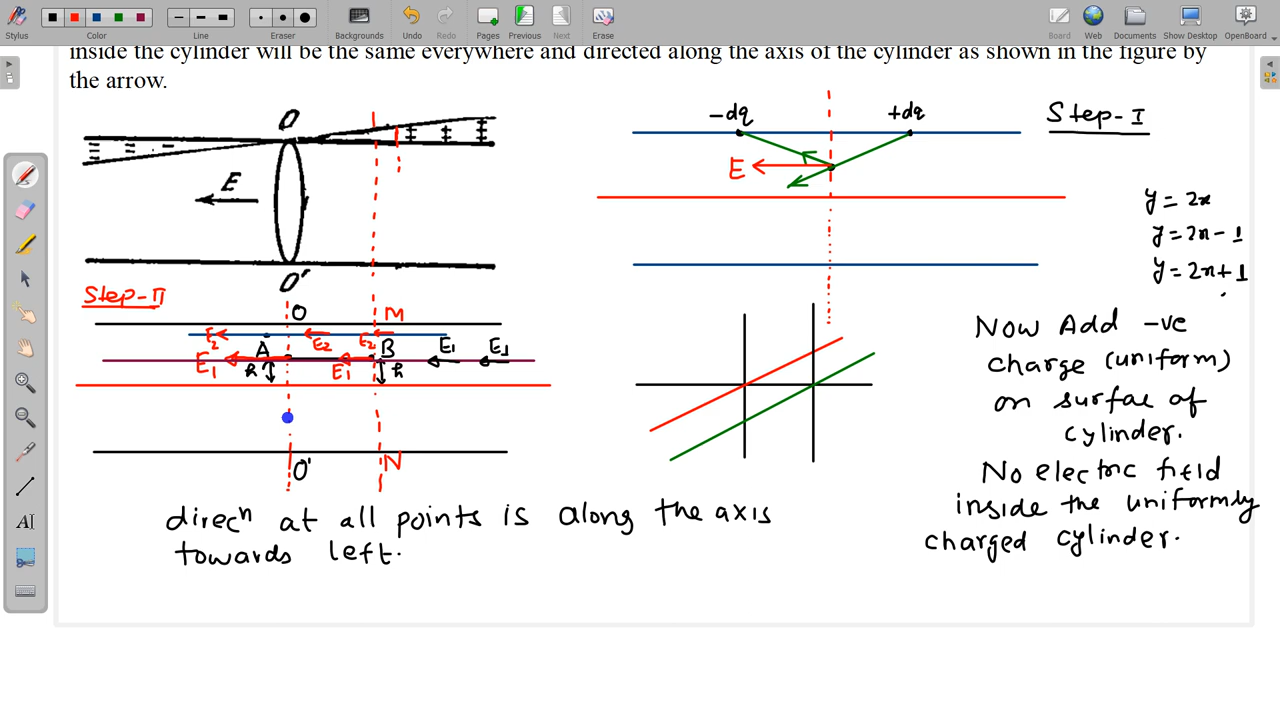 Stylus
Color
Line
Eraser
Backgrounds
Undo
Redo
Pages
Previous
Next
Erase
Board
Web
Documents
Show Desktop
OpenBoard
inside the cylinder will be the same everywhere and directed along the axis of the cylinder as shown in the figure by
the arrow.
O
E
O'
-dq
+dq
E
Step-I
y = 2x
y = 2x - 1
y = 2x + 1
Step-II
O
M
E2
E2
E2
A
B
E1
E1
E1
E1
h
h
O'
N
Now Add -ve
charge (uniform)
on surfae of
cylinder.
No electric field
inside the uniformly
charged cylinder.
direcn at all points is along the axis
towards left.
AI